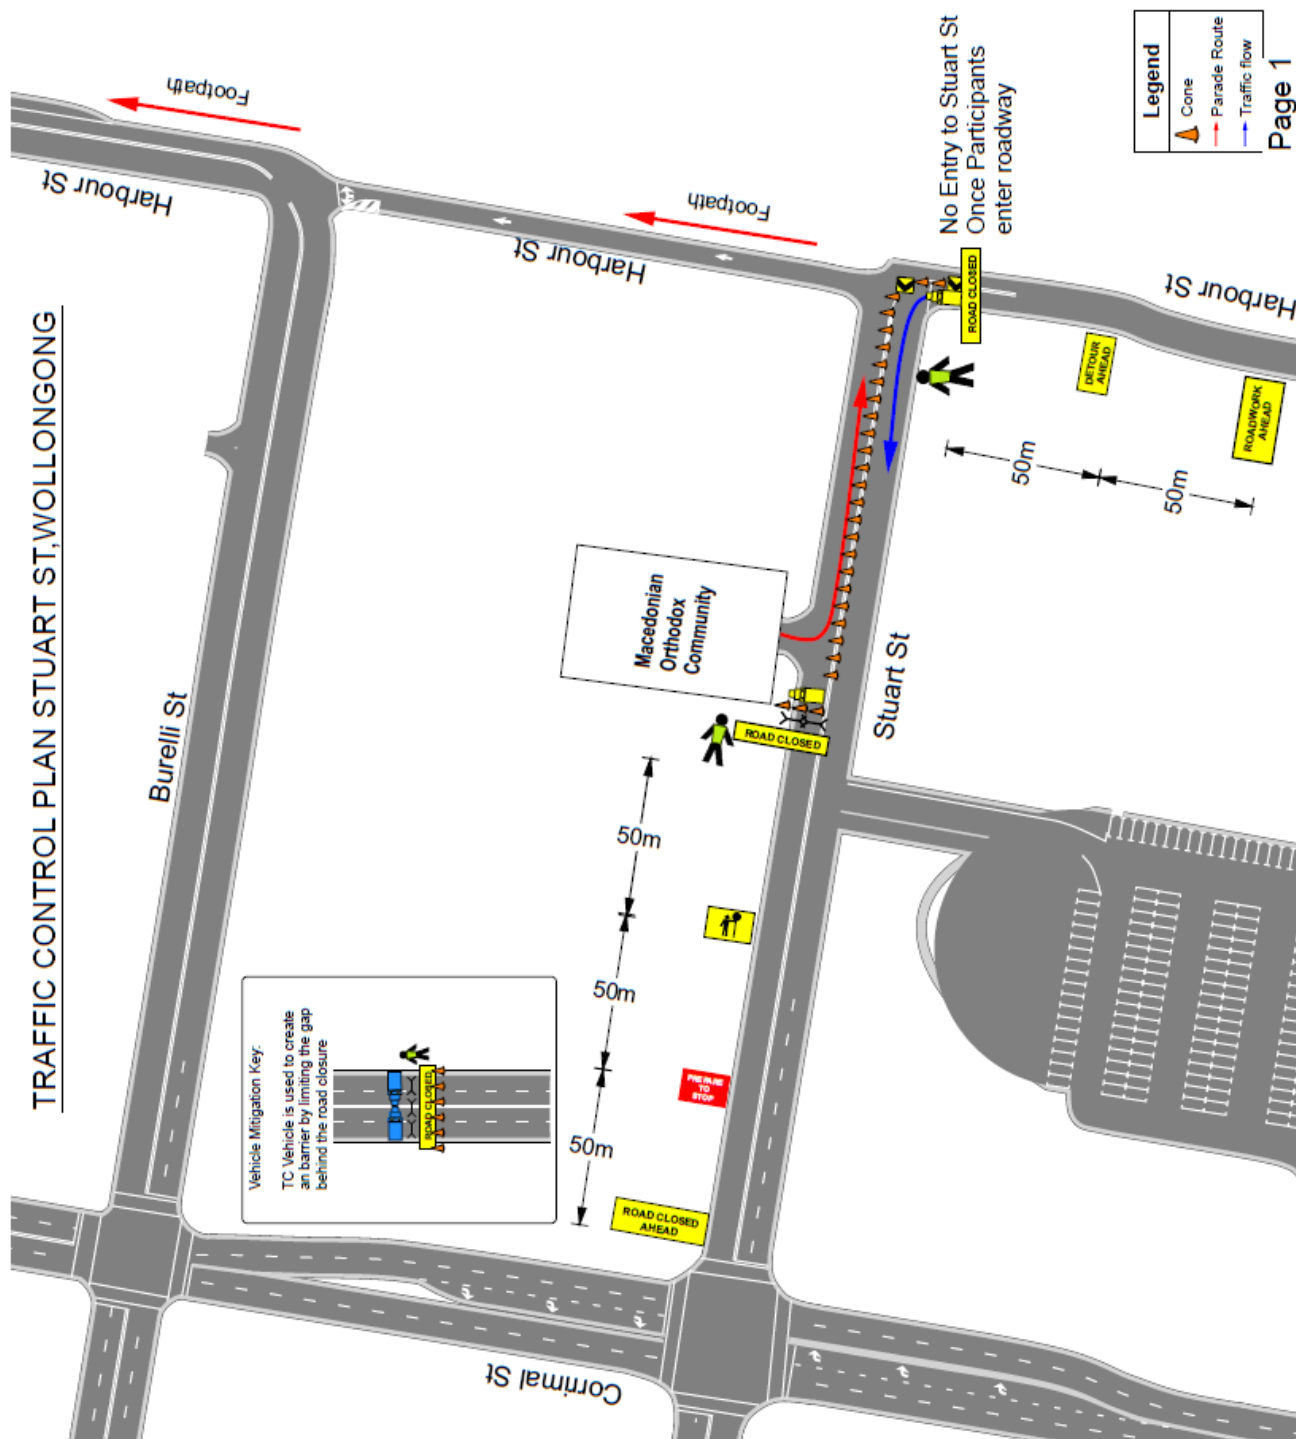 TRAFFIC CONTROL PLAN STUART ST,WOLLONGONG
Footpath
Harbour St
Burelli St
Harbour St
Footpath
No Entry to Stuart St
Once Participants
enter roadway
Legend
Cone
Parade Route
Traffic flow
Page 1
ROAD CLOSED
Harbour St
DETOUR
AHEAD
ROADWORK
AHEAD
50m
50m
Macedonian
Orthodox
Community
Stuart St
ROAD CLOSED
50m
50m
50m
PREPARE
TO
STOP
ROAD CLOSED
AHEAD
Vehicle Mitigation Key:
TC Vehicle is used to create
an barrier by limiting the gap
behind the road closure
ROAD CLOSED
Corrimal St